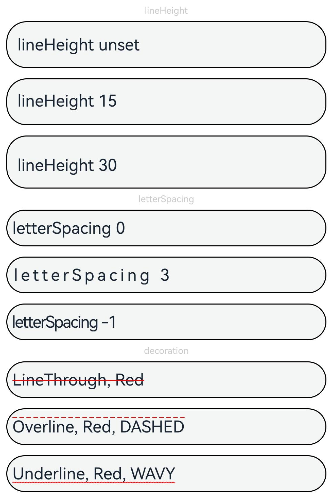 lineHeight
lineHeight unset
lineHeight 15
lineHeight 30
letterSpacing
letterSpacing 0
letterSpacing 3
letterSpacing -1
decoration
LineThrough, Red
Overline, Red, DASHED
Underline, Red, WAVY